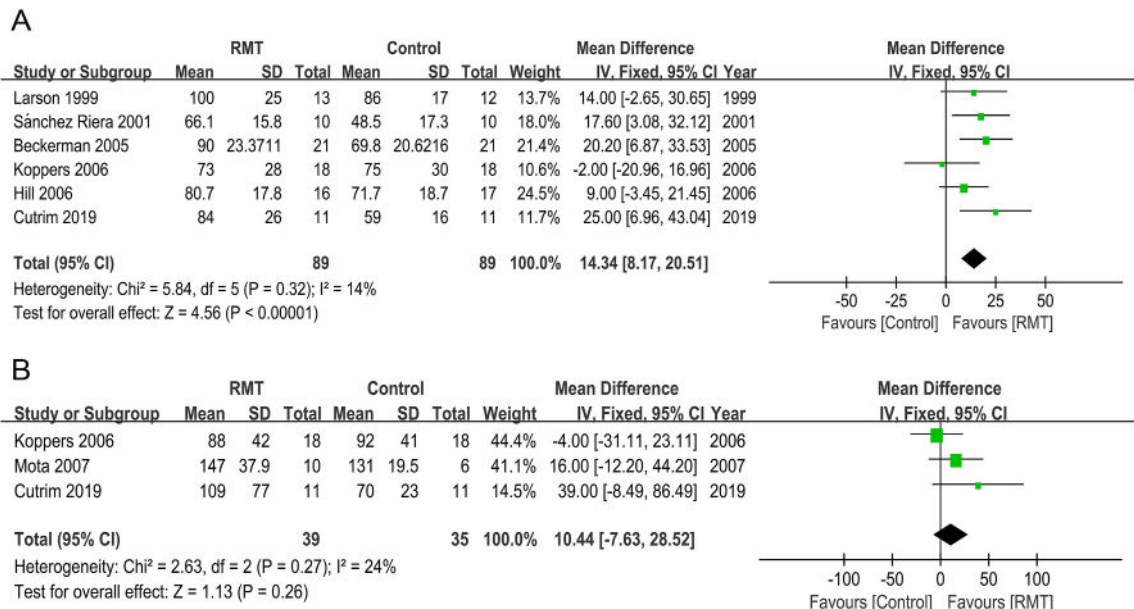 A
RMT Control Mean Difference Mean Difference
Study or Subgroup Mean SD Total Mean SD Total Weight IV, Fixed, 95% CI Year IV, Fixed, 95% CI
Larson 1999 100 25 13 86 17 12 13.7% 14.00 [-2.65, 30.65] 1999
Sánchez Riera 2001 66.1 15.8 10 48.5 17.3 10 18.0% 17.60 [3.08, 32.12] 2001
Beckerman 2005 90 23.3711 21 69.8 20.6216 21 21.4% 20.20 [6.87, 33.53] 2005
Koppers 2006 73 28 18 75 30 18 10.6% -2.00 [-20.96, 16.96] 2006
Hill 2006 80.7 17.8 16 71.7 18.7 17 24.5% 9.00 [-3.45, 21.45] 2006
Cutrim 2019 84 26 11 59 16 11 11.7% 25.00 [6.96, 43.04] 2019
Total (95% CI) 89 89 100.0% 14.34 [8.17, 20.51]
Heterogeneity: Chi² = 5.84, df = 5 (P = 0.32); I² = 14%
Test for overall effect: Z = 4.56 (P < 0.00001)
-50 -25 0 25 50
Favours [Control] Favours [RMT]
B
RMT Control Mean Difference Mean Difference
Study or Subgroup Mean SD Total Mean SD Total Weight IV, Fixed, 95% CI Year IV, Fixed, 95% CI
Koppers 2006 88 42 18 92 41 18 44.4% -4.00 [-31.11, 23.11] 2006
Mota 2007 147 37.9 10 131 19.5 6 41.1% 16.00 [-12.20, 44.20] 2007
Cutrim 2019 109 77 11 70 23 11 14.5% 39.00 [-8.49, 86.49] 2019
Total (95% CI) 39 35 100.0% 10.44 [-7.63, 28.52]
Heterogeneity: Chi² = 2.63, df = 2 (P = 0.27); I² = 24%
Test for overall effect: Z = 1.13 (P = 0.26)
-100 -50 0 50 100
Favours [Control] Favours [RMT]